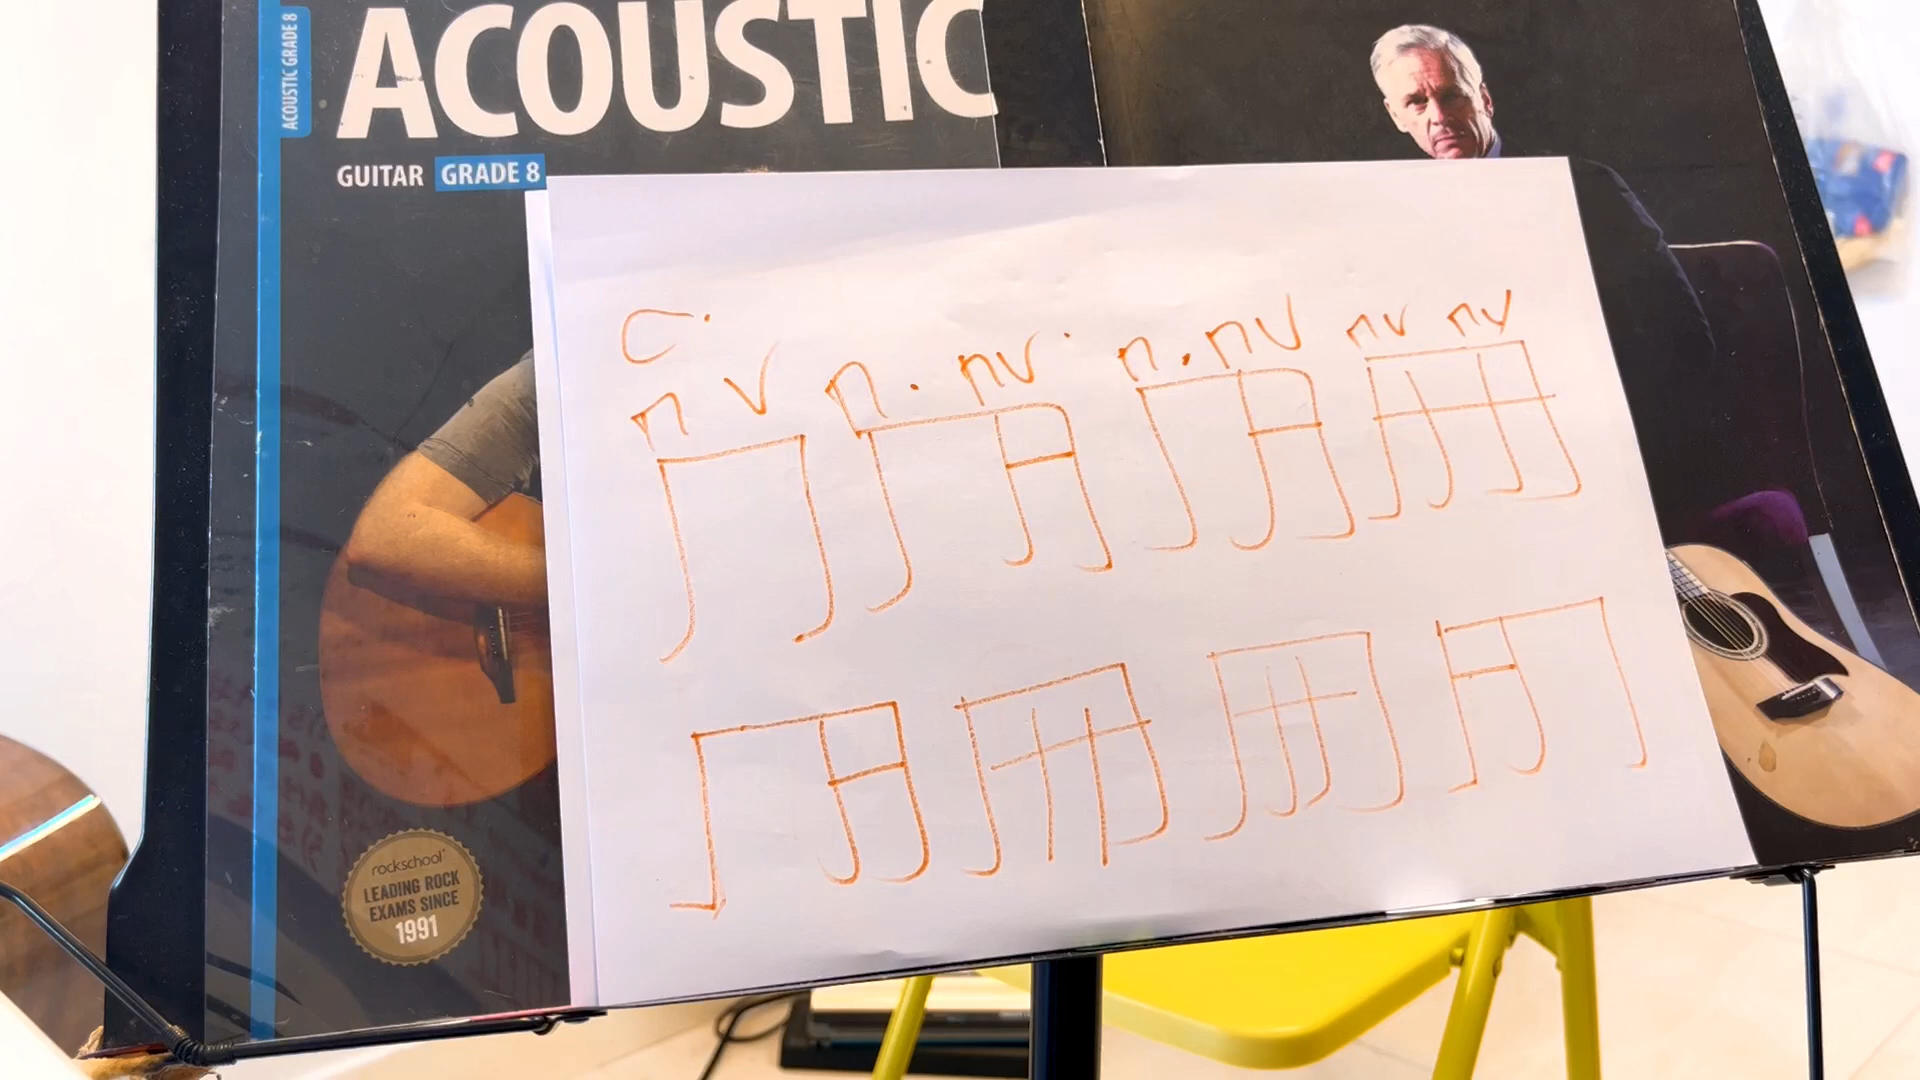 ACOUSTIC GRADE 8
ACOUSTIC
GUITAR GRADE 8
C.
rockschool
LEADING ROCK
EXAMS SINCE
1991